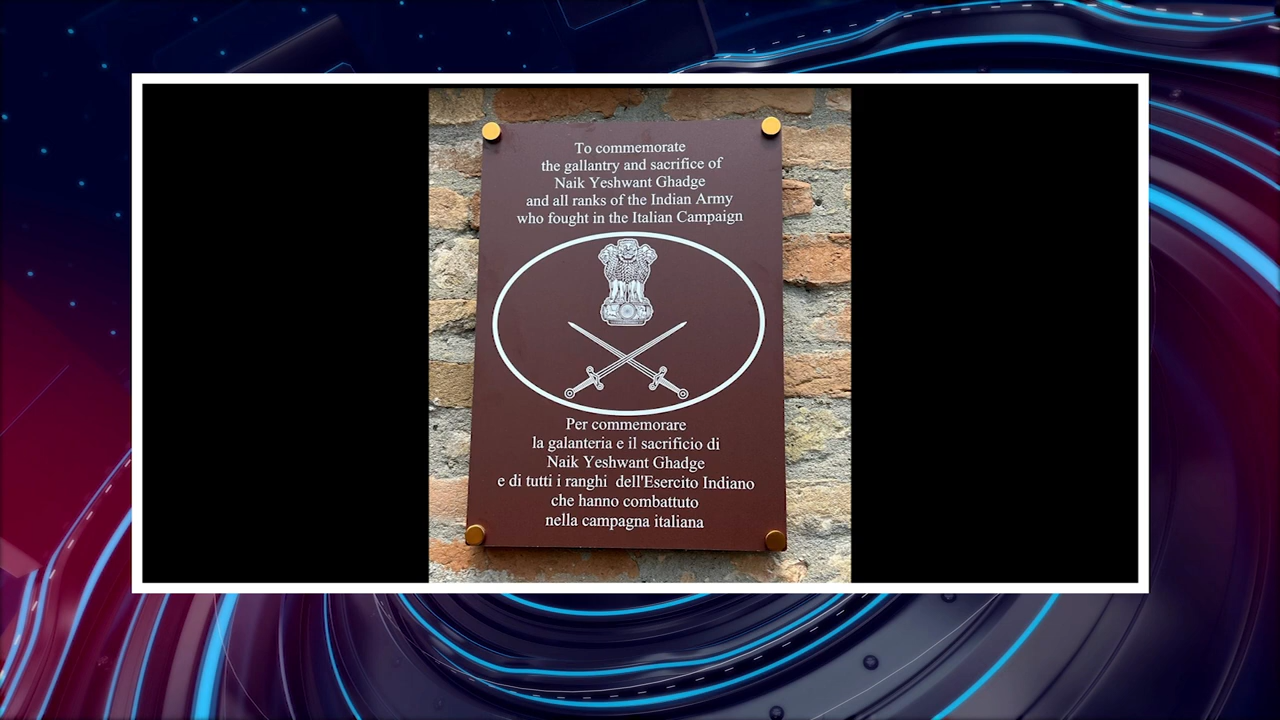 To commemorate
the gallantry and sacrifice of
Naik Yeshwant Ghadge
and all ranks of the Indian Army
who fought in the Italian Campaign
Per commemorare
la galanteria e il sacrificio di
Naik Yeshwant Ghadge
e di tutti i ranghi dell'Esercito Indiano
che hanno combattuto
nella campagna italiana